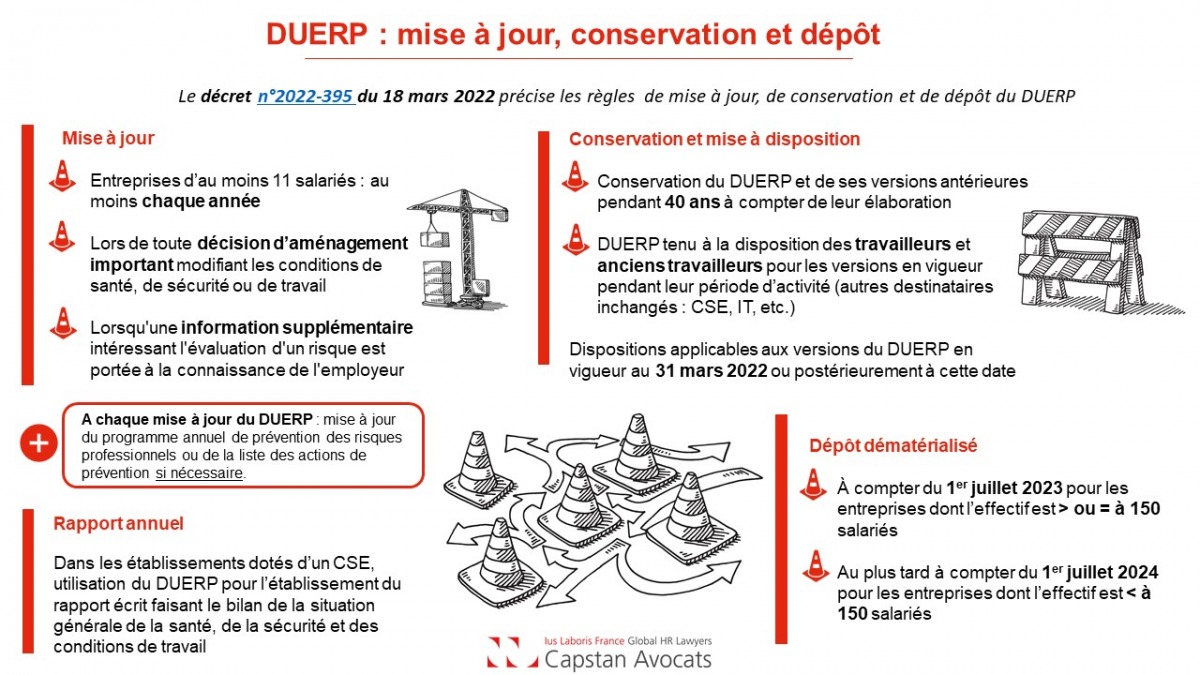 DUERP : mise à jour, conservation et dépôt
Le décret n°2022-395 du 18 mars 2022 précise les règles de mise à jour, de conservation et de dépôt du DUERP
Mise à jour
Entreprises d'au moins 11 salariés : au
moins chaque année
Lors de toute décision d'aménagement
important modifiant les conditions de
santé, de sécurité ou de travail
Lorsqu'une information supplémentaire
intéressant l'évaluation d'un risque est
portée à la connaissance de l'employeur
A chaque mise à jour du DUERP : mise à jour
du programme annuel de prévention des risques
professionnels ou de la liste des actions de
prévention si nécessaire.
Rapport annuel
Dans les établissements dotés d'un CSE,
utilisation du DUERP pour l'établissement du
rapport écrit faisant le bilan de la situation
générale de la santé, de la sécurité et des
conditions de travail
Conservation et mise à disposition
Conservation du DUERP et de ses versions antérieures
pendant 40 ans à compter de leur élaboration
DUERP tenu à la disposition des travailleurs et
anciens travailleurs pour les versions en vigueur
pendant leur période d'activité (autres destinataires
inchangés : CSE, IT, etc.)
Dispositions applicables aux versions du DUERP en
vigueur au 31 mars 2022 ou postérieurement à cette date
Dépôt dématérialisé
À compter du 1er juillet 2023 pour les
entreprises dont l'effectif est > ou = à 150
salariés
Au plus tard à compter du 1er juillet 2024
pour les entreprises dont l'effectif est < à
150 salariés
Ius Laboris France Global HR Lawyers
Capstan Avocats